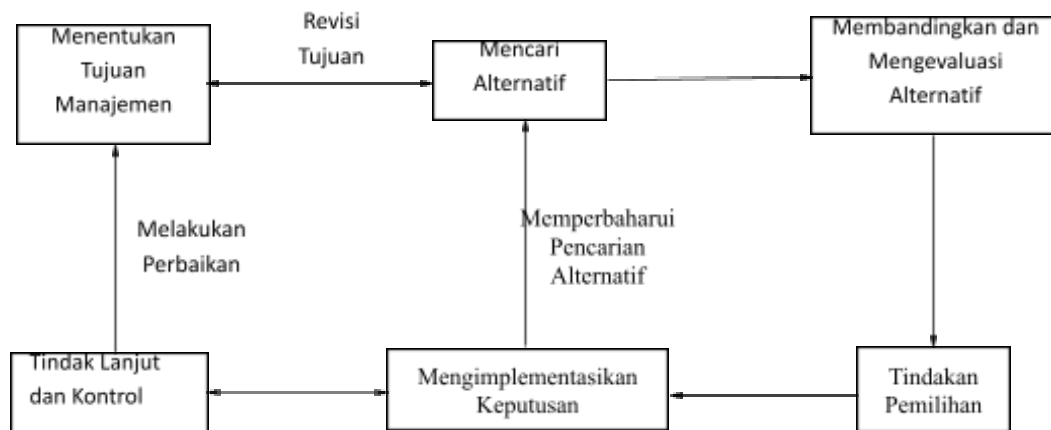 Menentukan
Tujuan
Manajemen
Revisi
Tujuan
Mencari
Alternatif
Membandingkan dan
Mengevaluasi
Alternatif
Melakukan
Perbaikan
Memperbaharui
Pencarian
Alternatif
Tindak Lanjut
dan Kontrol
Mengimplementasikan
Keputusan
Tindakan
Pemilihan